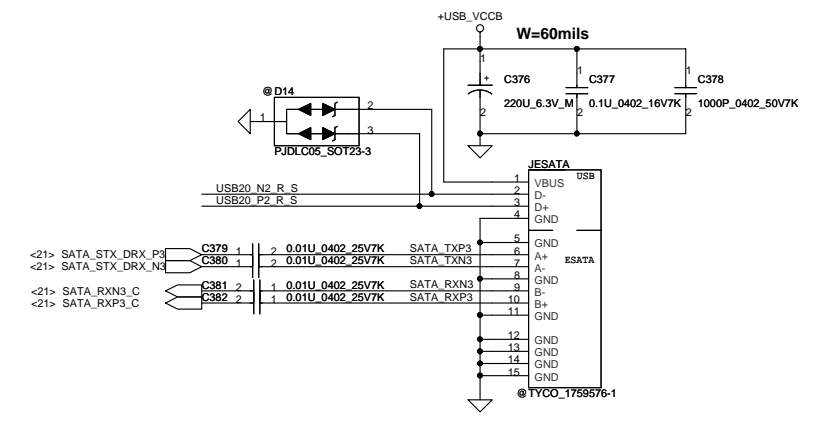 +USB_VCCB
W=60mils
1 1 1
+ C376 C377 C378
220U_6.3V_M 0.1U_0402_16V7K 1000P_0402_50V7K
2 2 2
@ D14
1 2
3
PJDLC05_SOT23-3
JESATA
USB
1 VBUS
USB20_N2_R_S 2 D-
USB20_P2_R_S 3 D+
4 GND
5 GND
<21> SATA_STX_DRX_P3 C379 1 2 0.01U_0402_25V7K SATA_TXP3 6 A+
ESATA
<21> SATA_STX_DRX_N3 C380 1 2 0.01U_0402_25V7K SATA_TXN3 7 A-
8 GND
<21> SATA_RXN3_C C381 2 1 0.01U_0402_25V7K SATA_RXN3 9 B-
<21> SATA_RXP3_C C382 2 1 0.01U_0402_25V7K SATA_RXP3 10 B+
11 GND
12 GND
13 GND
14 GND
15 GND
@ TYCO_1759576-1